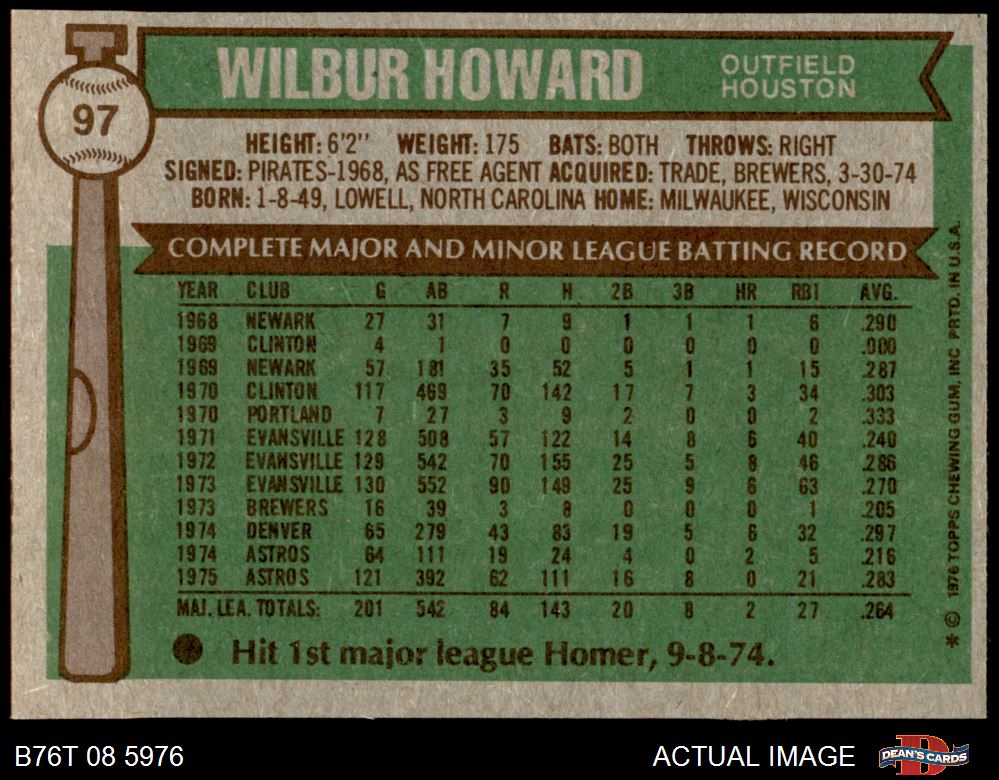 WILBUR HOWARD
OUTFIELD
HOUSTON
97
HEIGHT: 6'2" WEIGHT: 175 BATS: BOTH THROWS: RIGHT
SIGNED: PIRATES-1968, AS FREE AGENT ACQUIRED: TRADE, BREWERS, 3-30-74
BORN: 1-8-49, LOWELL, NORTH CAROLINA HOME: MILWAUKEE, WISCONSIN
COMPLETE MAJOR AND MINOR LEAGUE BATTING RECORD
YEAR CLUB G AB R H 2B 3B HR RBI AVG.
1968 NEWARK 27 31 7 9 1 1 1 6 .290
1969 CLINTON 4 1 0 0 0 0 0 0 .000
1969 NEWARK 57 181 35 52 5 1 1 15 .287
1970 CLINTON 117 469 70 142 17 7 3 34 .303
1970 PORTLAND 7 27 3 9 2 0 0 2 .333
1971 EVANSVILLE 128 508 57 122 14 8 6 40 .240
1972 EVANSVILLE 129 542 70 155 25 5 8 46 .286
1973 EVANSVILLE 130 552 90 149 25 9 6 63 .270
1973 BREWERS 16 39 3 8 0 0 0 1 .205
1974 DENVER 65 279 43 83 19 5 6 32 .297
1974 ASTROS 64 111 19 24 4 0 2 5 .216
1975 ASTROS 121 392 62 111 16 8 0 21 .283
MAJ. LEA. TOTALS: 201 542 84 143 20 8 2 27 .264
Hit 1st major league Homer, 9-8-74.
* © 1976 TOPPS CHEWING GUM, INC PRTD. IN U.S.A.
B76T 08 5976
ACTUAL IMAGE
DEAN'S CARDS